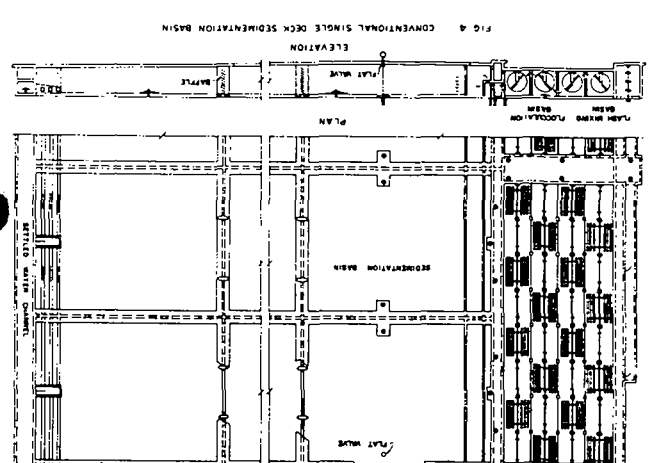 FLAT VALVE
SEDIMENTATION BASIN
SETTLED WATER CHANNEL
PLAN
FLASH MIXING BASIN
FLOCCULATION BASIN
FLAT VALVE
BAFFLE
ELEVATION
FIG 4 CONVENTIONAL SINGLE DECK SEDIMENTATION BASIN